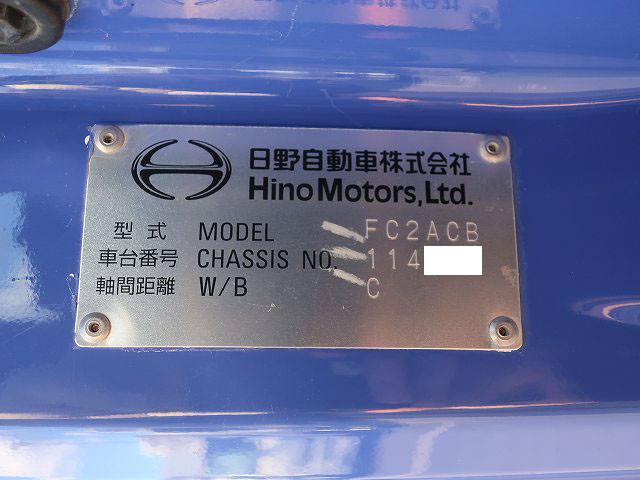 日野自動車株式会社
Hino Motors, Ltd.
型式 MODEL FC2ACB
車台番号 CHASSIS NO. 114
軸間距離 W/B C